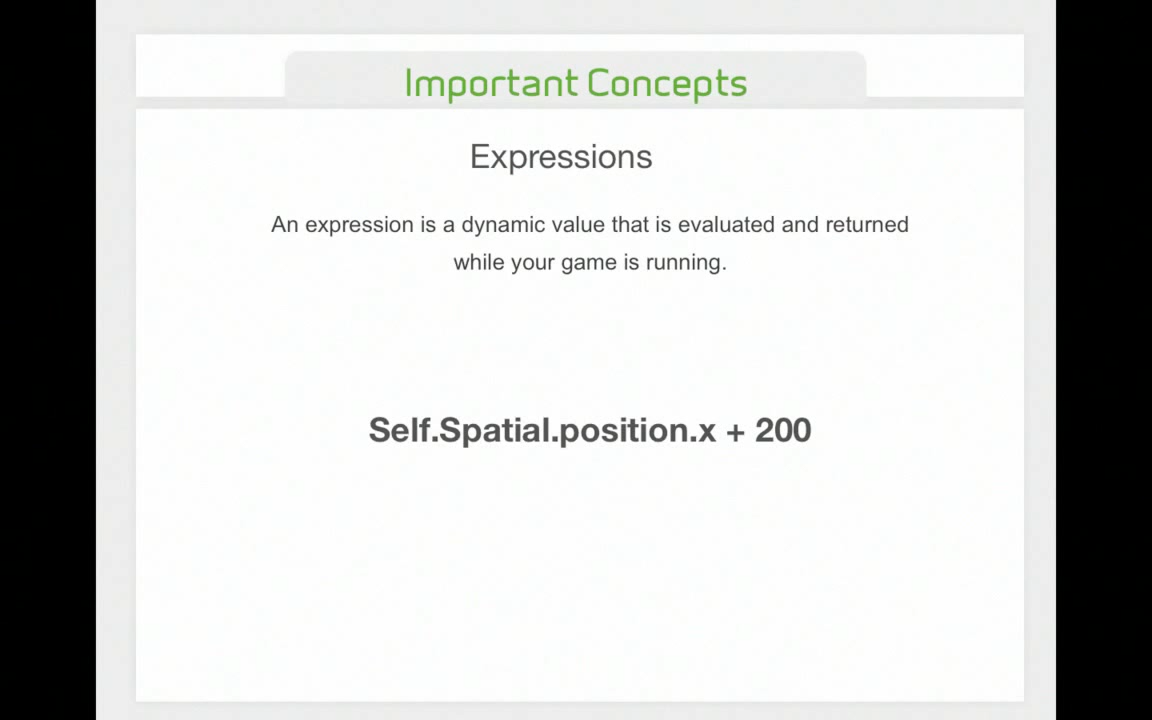 Important Concepts
Expressions
An expression is a dynamic value that is evaluated and returned
while your game is running.
Self.Spatial.position.x + 200